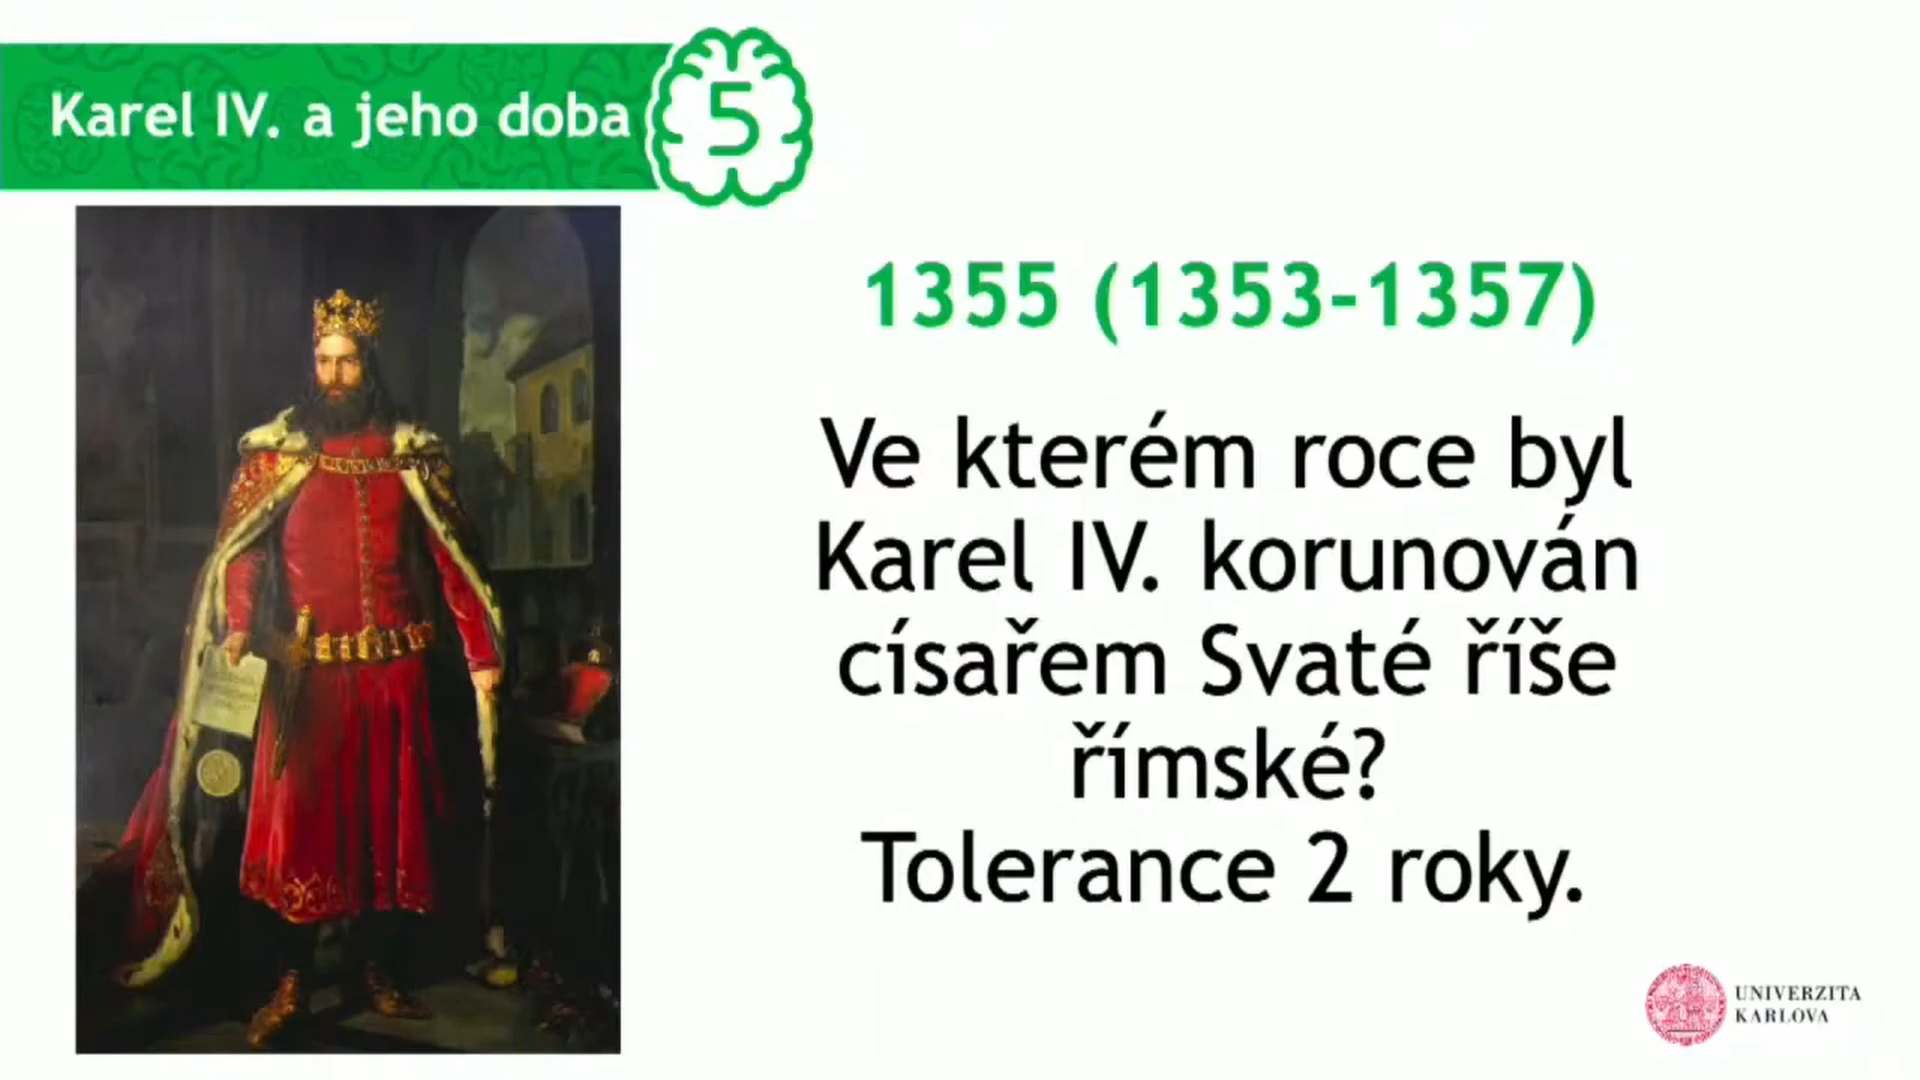 Karel IV. a jeho doba
5
1355 (1353-1357)
Ve kterém roce byl
Karel IV. korunován
císařem Svaté říše
římské?
Tolerance 2 roky.
UNIVERZITA
KARLOVA